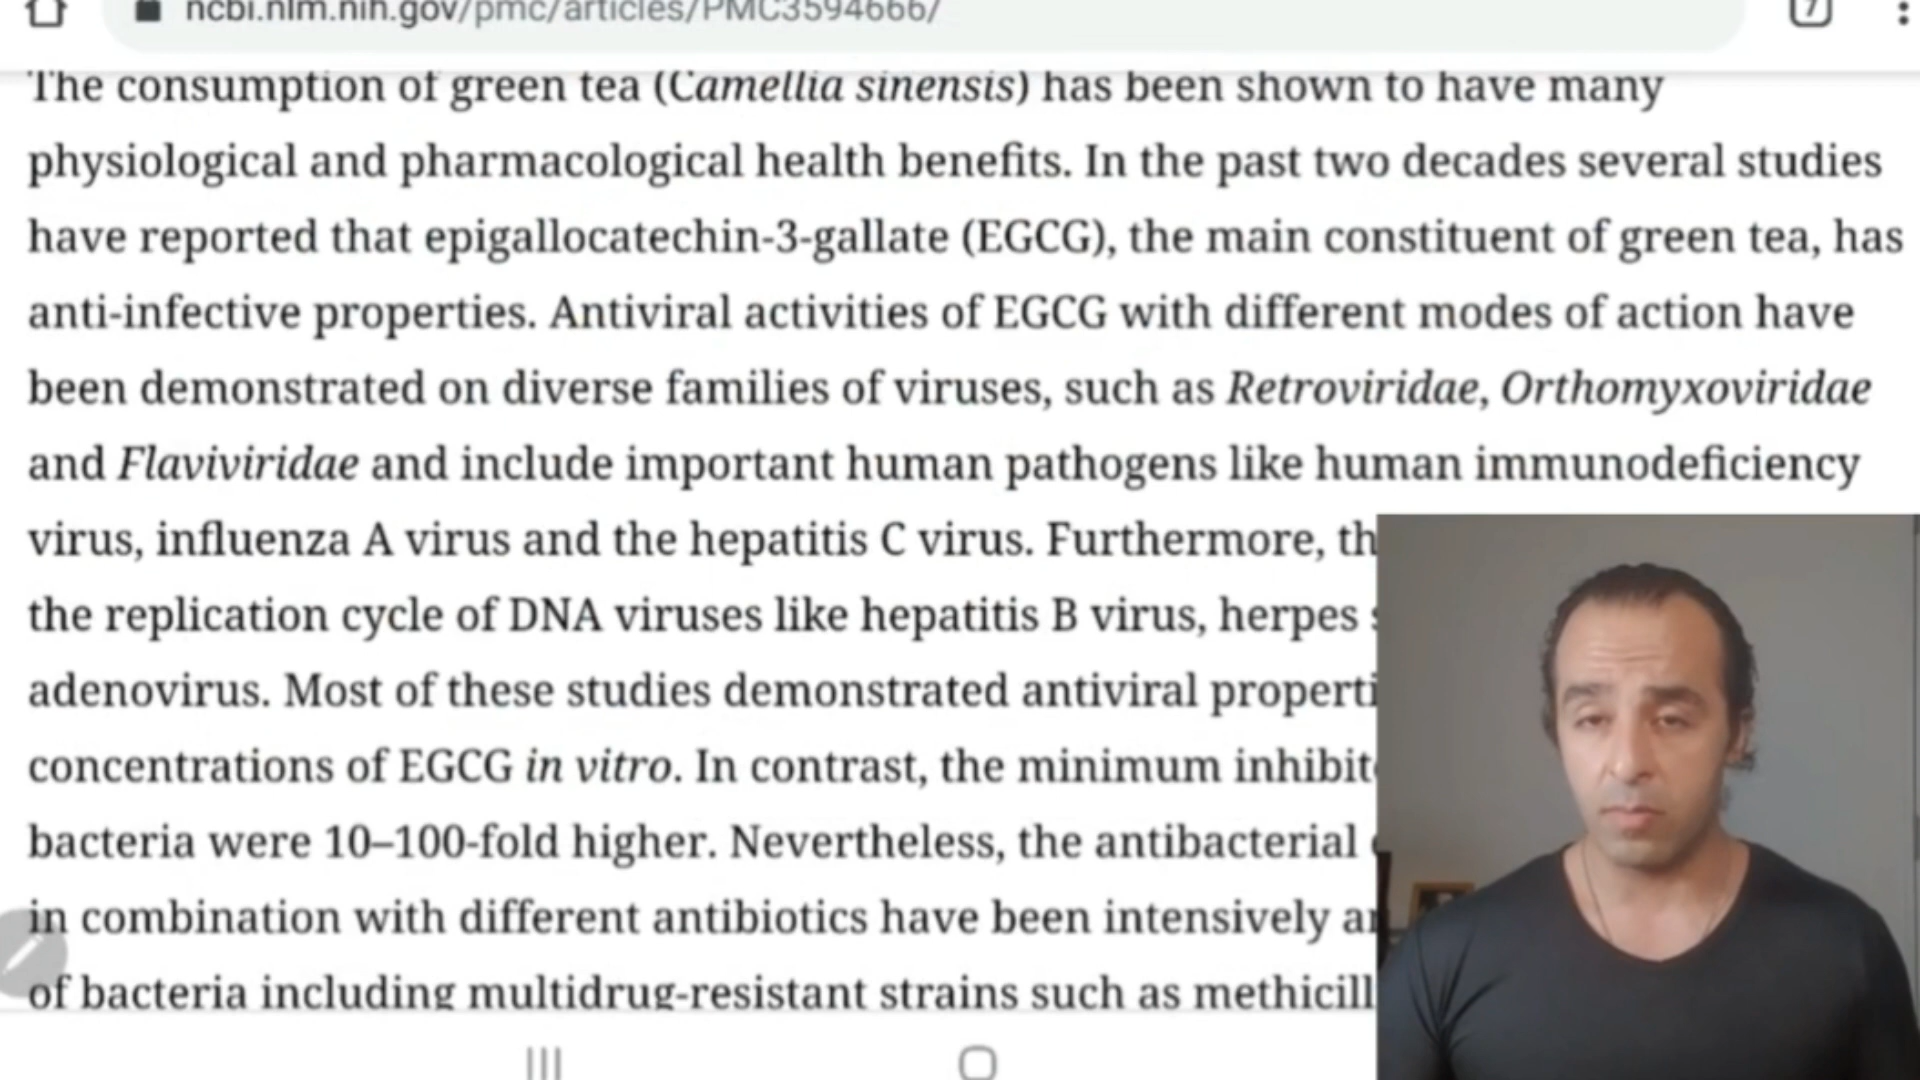 ncbi.nlm.nih.gov/pmc/articles/PMC3594666/
7
The consumption of green tea (Camellia sinensis) has been shown to have many
physiological and pharmacological health benefits. In the past two decades several studies
have reported that epigallocatechin-3-gallate (EGCG), the main constituent of green tea, has
anti-infective properties. Antiviral activities of EGCG with different modes of action have
been demonstrated on diverse families of viruses, such as Retroviridae, Orthomyxoviridae
and Flaviviridae and include important human pathogens like human immunodeficiency
virus, influenza A virus and the hepatitis C virus. Furthermore, th
the replication cycle of DNA viruses like hepatitis B virus, herpes
adenovirus. Most of these studies demonstrated antiviral properti
concentrations of EGCG in vitro. In contrast, the minimum inhibit
bacteria were 10–100-fold higher. Nevertheless, the antibacterial
in combination with different antibiotics have been intensively a
of bacteria including multidrug-resistant strains such as methicill